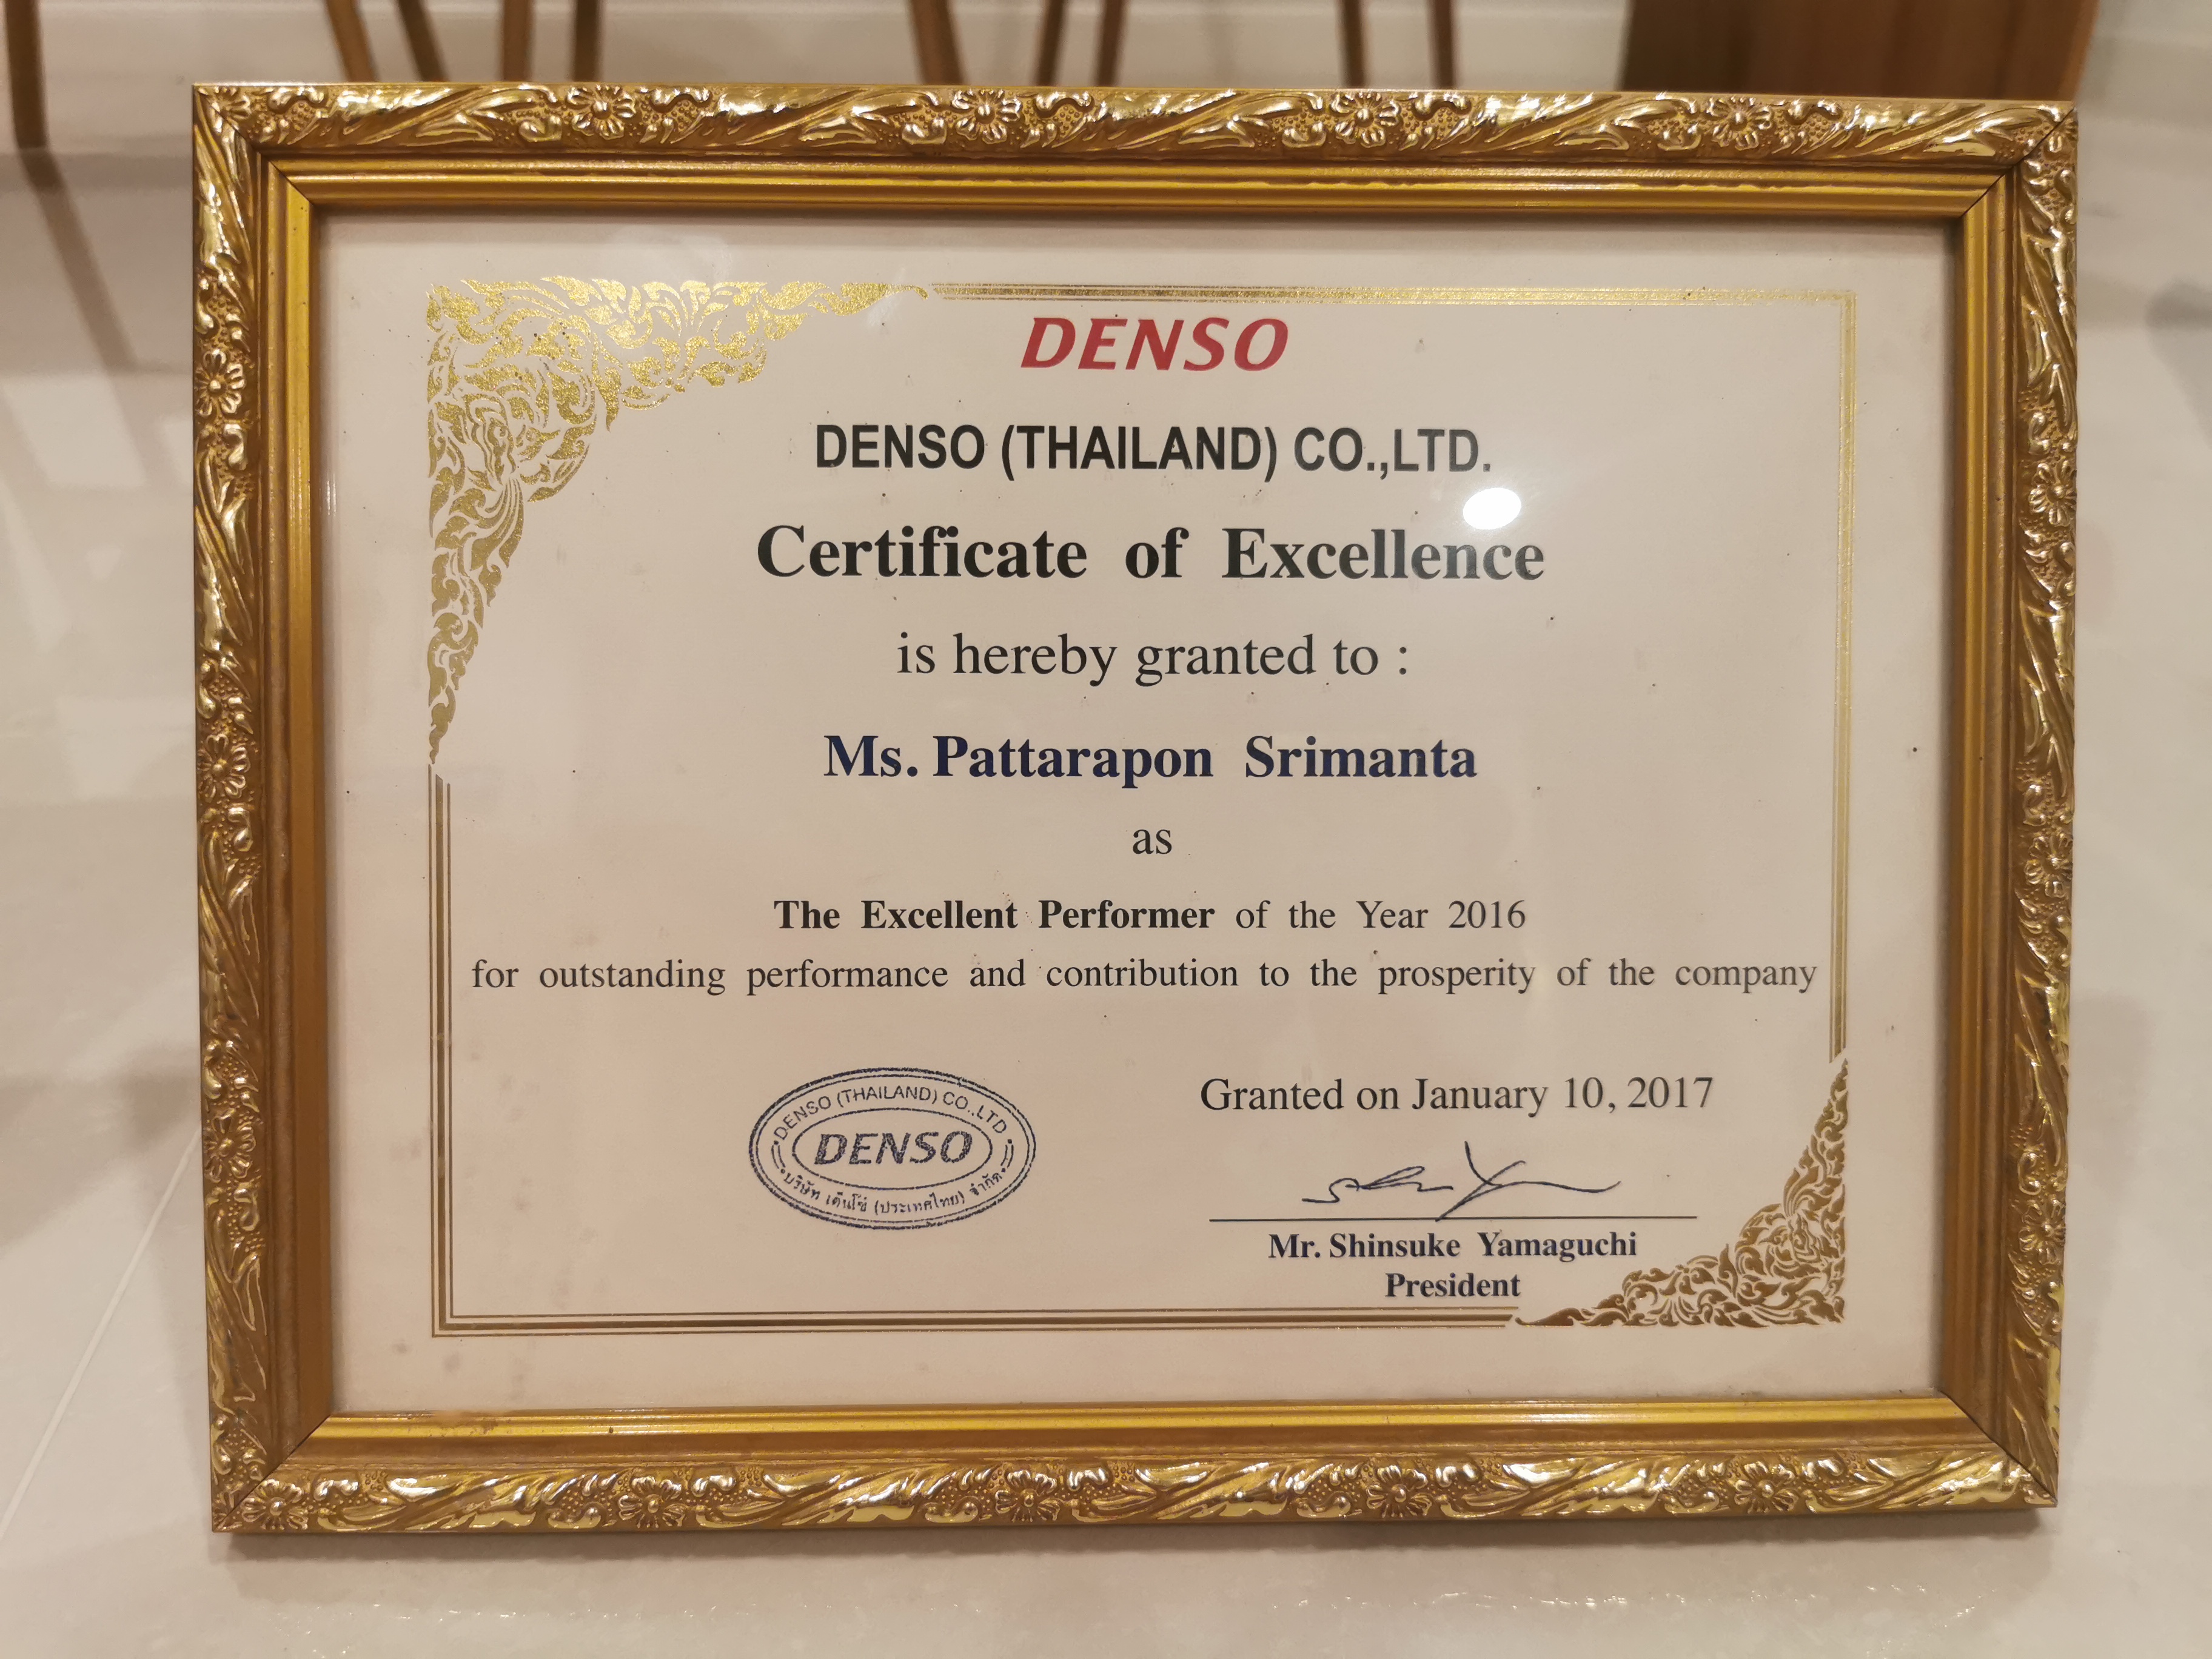 DENSO
DENSO (THAILAND) CO.,LTD.
Certificate of Excellence
is hereby granted to :
Ms. Pattarapon Srimanta
as
The Excellent Performer of the Year 2016
for outstanding performance and contribution to the prosperity of the company
DENSO (THAILAND) CO.,LTD.
DENSO
บริษัท เด็นโซ่ (ประเทศไทย) จำกัด
Granted on January 10, 2017
Mr. Shinsuke Yamaguchi
President